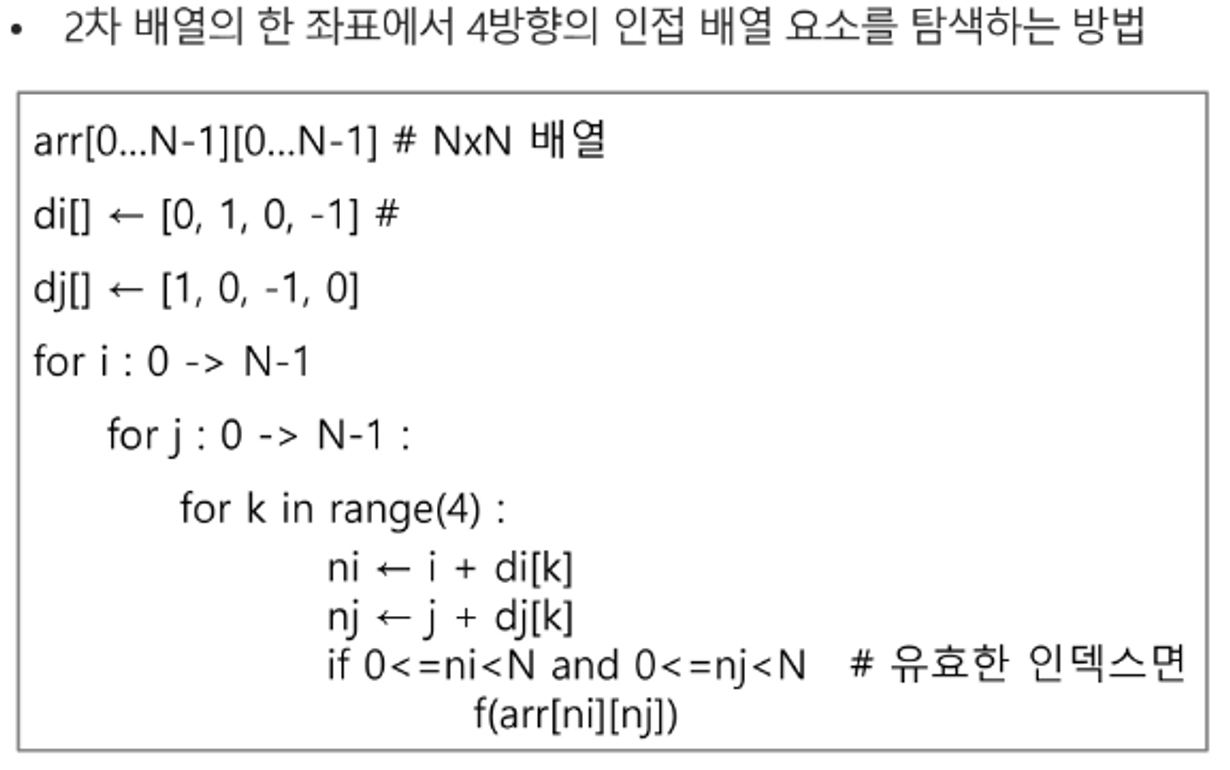 • 2차 배열의 한 좌표에서 4방향의 인접 배열 요소를 탐색하는 방법
arr[0...N-1][0...N-1] # NxN 배열
di[] ← [0, 1, 0, -1] #
dj[] ← [1, 0, -1, 0]
for i : 0 -> N-1
for j : 0 -> N-1 :
for k in range(4) :
ni ← i + di[k]
nj ← j + dj[k]
if 0<=ni<N and 0<=nj<N # 유효한 인덱스면
f(arr[ni][nj])